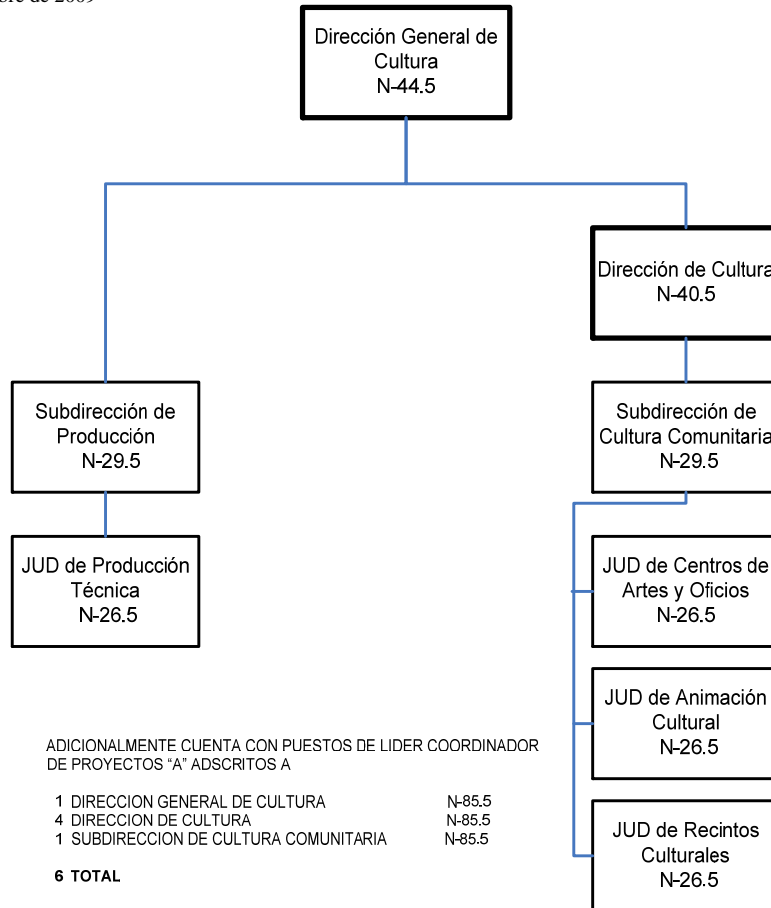 de 2009
Dirección General de
Cultura
N-44.5
Dirección de Cultura
N-40.5
Subdirección de
Producción
N-29.5
Subdirección de
Cultura Comunitaria
N-29.5
JUD de Producción
Técnica
N-26.5
JUD de Centros de
Artes y Oficios
N-26.5
JUD de Animación
Cultural
N-26.5
JUD de Recintos
Culturales
N-26.5
ADICIONALMENTE CUENTA CON PUESTOS DE LIDER COORDINADOR
DE PROYECTOS “A” ADSCRITOS A
1 DIRECCION GENERAL DE CULTURA N-85.5
4 DIRECCION DE CULTURA N-85.5
1 SUBDIRECCION DE CULTURA COMUNITARIA N-85.5
6 TOTAL